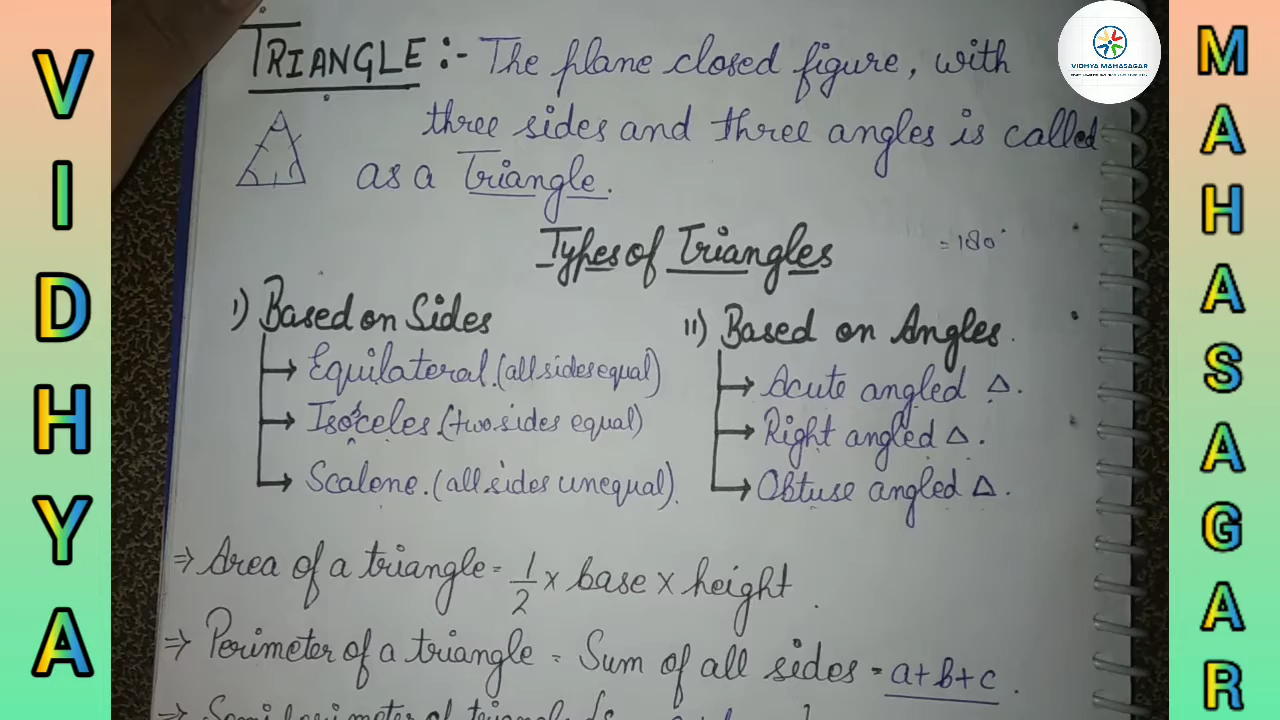 VIDHYA
MAHASAGAR
VIDHYA MAHASAGAR
TRIANGLE :- The plane closed figure, with
three sides and three angles is called
as a Triangle.
Types of Triangles
= 180°
i) Based on Sides
→ Equilateral. (all sides equal)
→ Isosceles (two sides equal)
→ Scalene. (all sides unequal).
ii) Based on Angles.
→ Acute angled Δ.
→ Right angled Δ.
→ Obtuse angled Δ.
⇒ Area of a triangle = 1/2 × base × height.
⇒ Perimeter of a triangle = Sum of all sides = a+b+c.